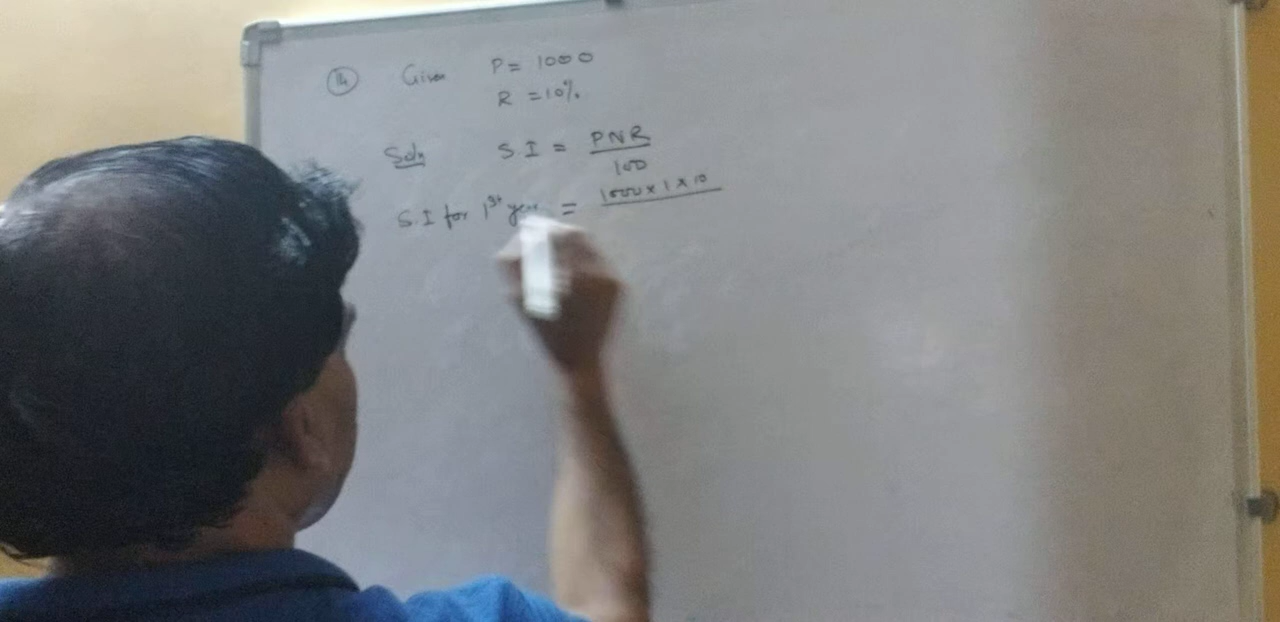 14 Given P = 1000
R = 10%
Soln S.I = PNR
100
S.I for 1st year = 1000 x 1 x 10